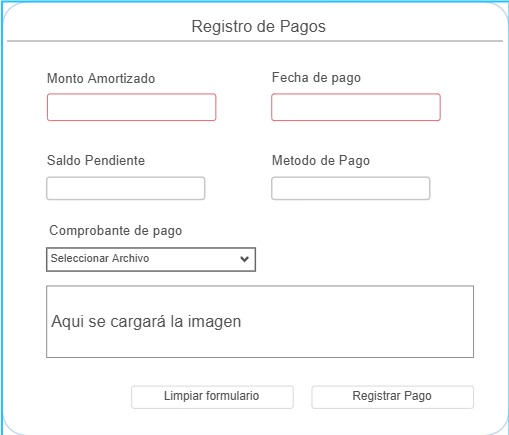 Registro de Pagos
Monto Amortizado
Fecha de pago
Saldo Pendiente
Metodo de Pago
Comprobante de pago
Seleccionar Archivo
Aqui se cargará la imagen
Limpiar formulario
Registrar Pago